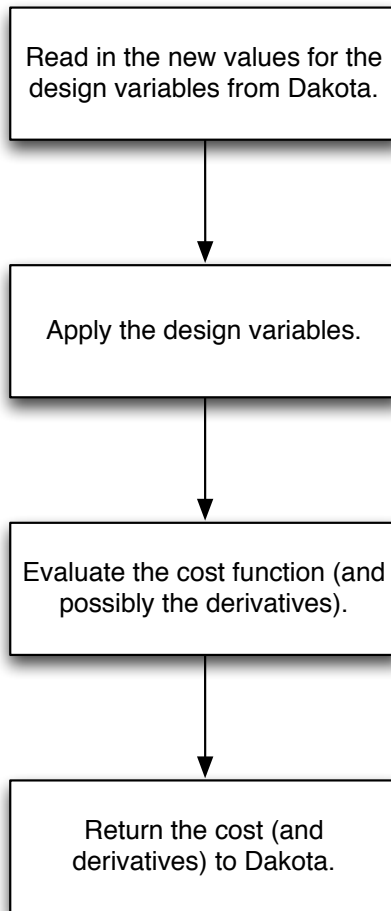 Read in the new values for the
design variables from Dakota.
Apply the design variables.
Evaluate the cost function (and
possibly the derivatives).
Return the cost (and
derivatives) to Dakota.